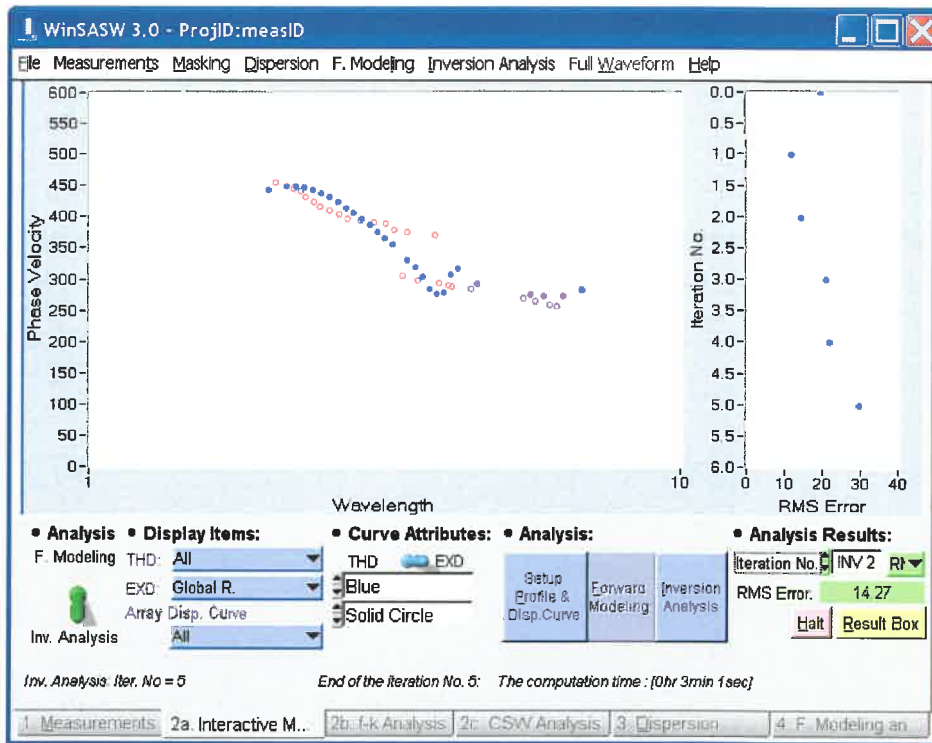 WinSASW 3.0 - ProjID:measID
File Measurements Masking Dispersion F. Modeling Inversion Analysis Full Waveform Help
600
550
500
450
400
350
300
250
200
150
100
50
0
Phase Velocity
1
10
Wavelength
0.0
0.5
1.0
1.5
2.0
2.5
3.0
3.5
4.0
4.5
5.0
5.5
6.0
Iteration No.
0 10 20 30 40
RMS Error
• Analysis
F. Modeling
Inv. Analysis
• Display Items:
THD: All
EXD: Global R.
Array Disp. Curve
All
• Curve Attributes:
THD EXD
Blue
Solid Circle
• Analysis:
Setup
Profile &
Disp.Curve
Forward
Modeling
Inversion
Analysis
• Analysis Results:
Iteration No. INV 2
RMS Error. 14.27
Halt
Result Box
Inv. Analysis: Iter. No = 5 End of the iteration No. 5: The computation time : [0hr 3min 1sec]
1. Measurements 2a. Interactive M... 2b. f-k Analysis 2c. CSW Analysis 3. Dispersion 4. F. Modeling an